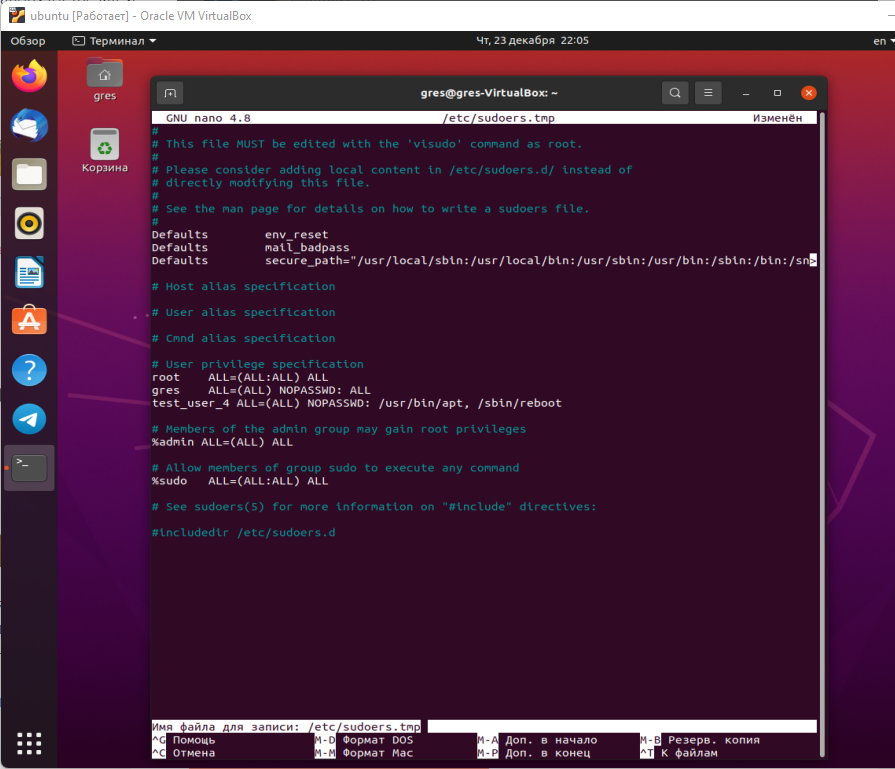 ubuntu [Работает] - Oracle VM VirtualBox
Обзор Терминал Чт, 23 декабря 22:05 en
gres
Корзина
gres@gres-VirtualBox: ~
GNU nano 4.8 /etc/sudoers.tmp Изменён
#
# This file MUST be edited with the 'visudo' command as root.
#
# Please consider adding local content in /etc/sudoers.d/ instead of
# directly modifying this file.
#
# See the man page for details on how to write a sudoers file.
#
Defaults env_reset
Defaults mail_badpass
Defaults secure_path="/usr/local/sbin:/usr/local/bin:/usr/sbin:/usr/bin:/sbin:/bin:/sn>
# Host alias specification
# User alias specification
# Cmnd alias specification
# User privilege specification
root ALL=(ALL:ALL) ALL
gres ALL=(ALL) NOPASSWD: ALL
test_user_4 ALL=(ALL) NOPASSWD: /usr/bin/apt, /sbin/reboot
# Members of the admin group may gain root privileges
%admin ALL=(ALL) ALL
# Allow members of group sudo to execute any command
%sudo ALL=(ALL:ALL) ALL
# See sudoers(5) for more information on "#include" directives:
#includedir /etc/sudoers.d
Имя файла для записи: /etc/sudoers.tmp
^G Помощь M-D Формат DOS M-A Доп. в начало M-B Резерв. копия
^C Отмена M-M Формат Mac M-P Доп. в конец ^T К файлам